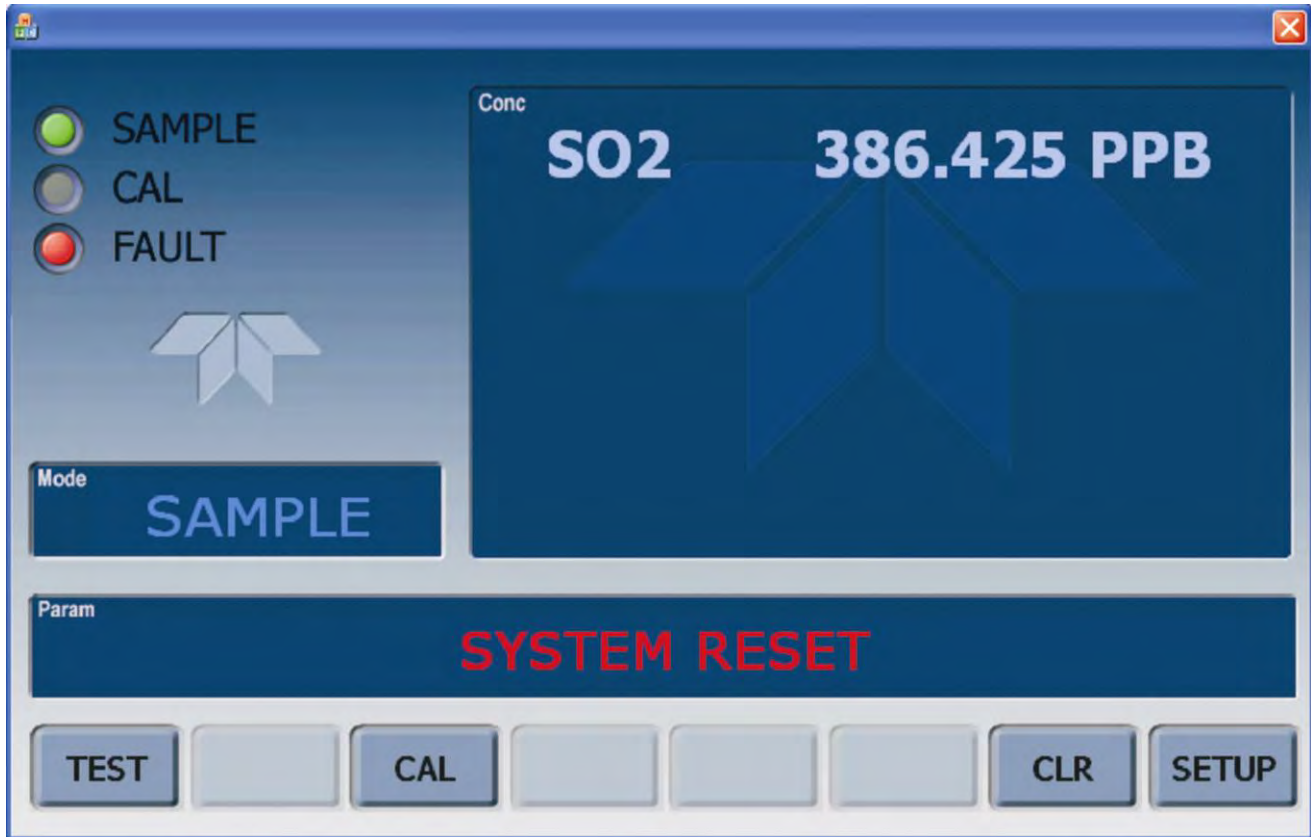 SAMPLE
CAL
FAULT
Conc
SO2 386.425 PPB
Mode
SAMPLE
Param
SYSTEM RESET
TEST CAL CLR SETUP